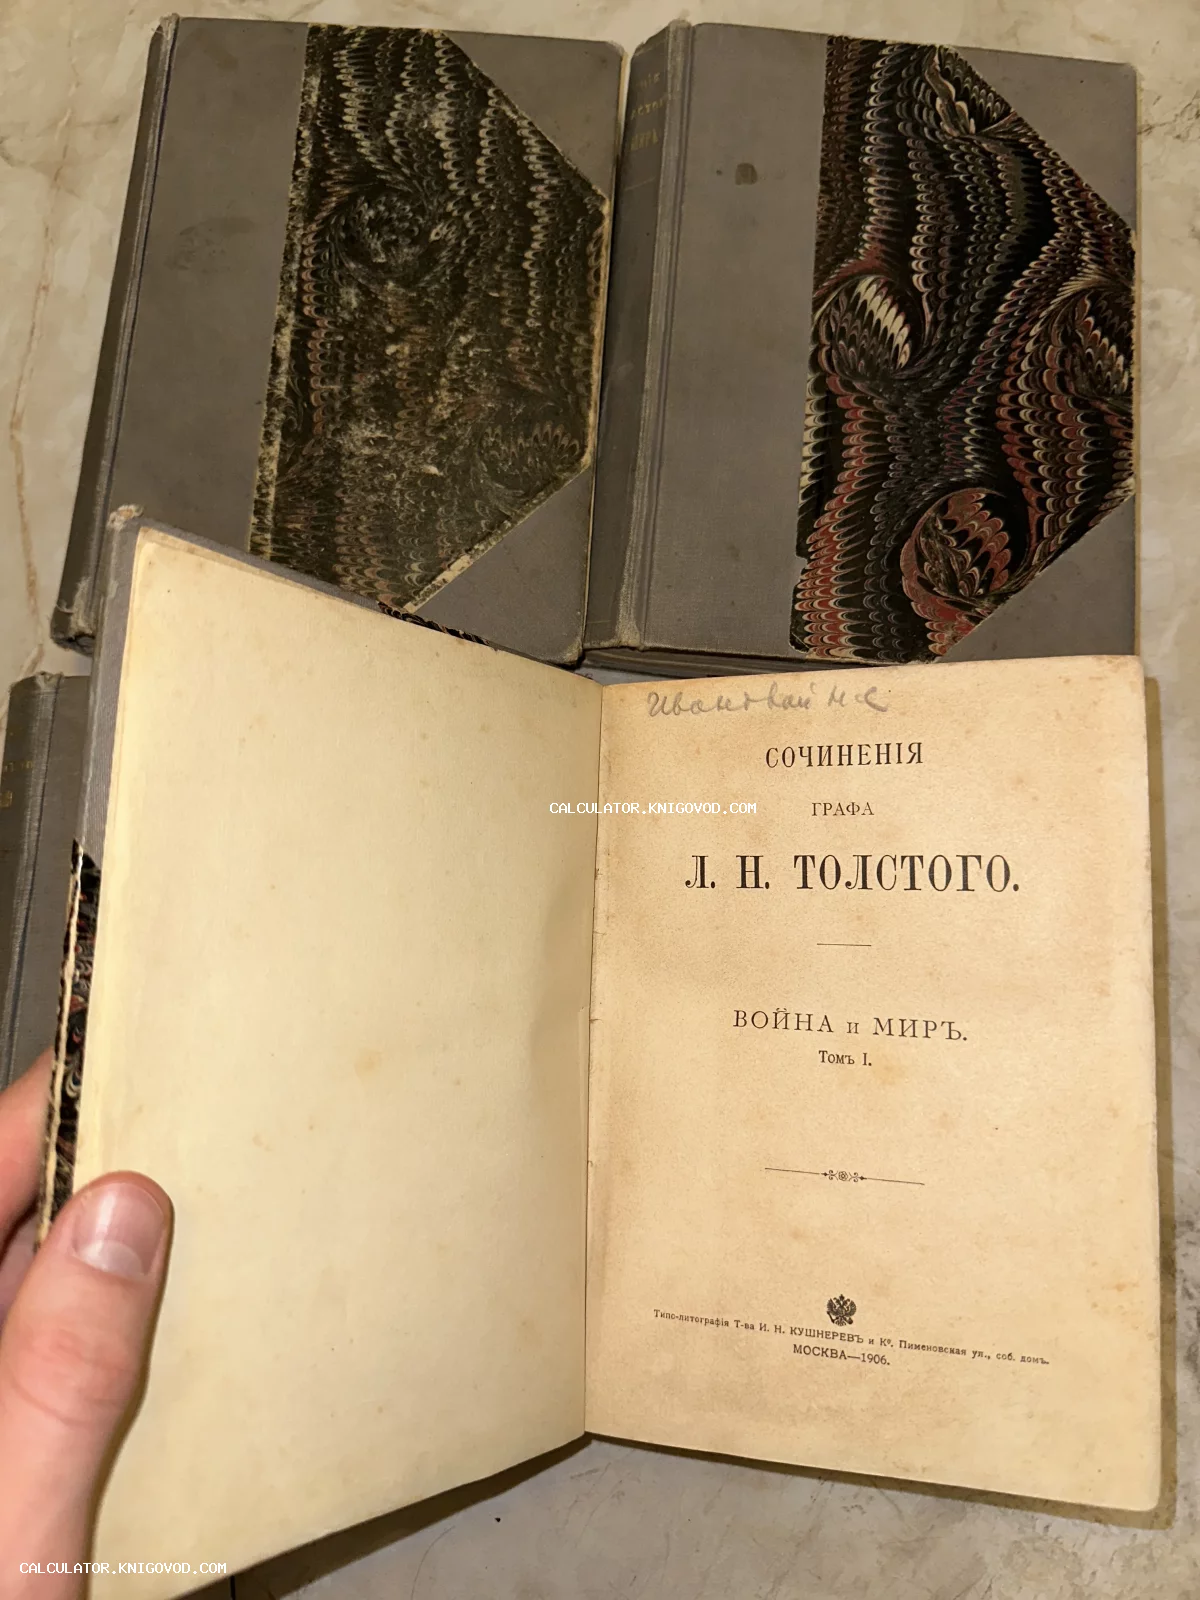 СОЧИНЕНІЯ
ГРАФА
Л. Н. ТОЛСТОГО.
CALCULATOR.KNIGOVOD.COM
ВОЙНА и МИРЪ.
Томъ I.
Типо-литографія Т-ва И. Н. КУШНЕРЕВЪ и Ко. Пименовская ул., соб. домъ.
МОСКВА—1906.
CALCULATOR.KNIGOVOD.COM